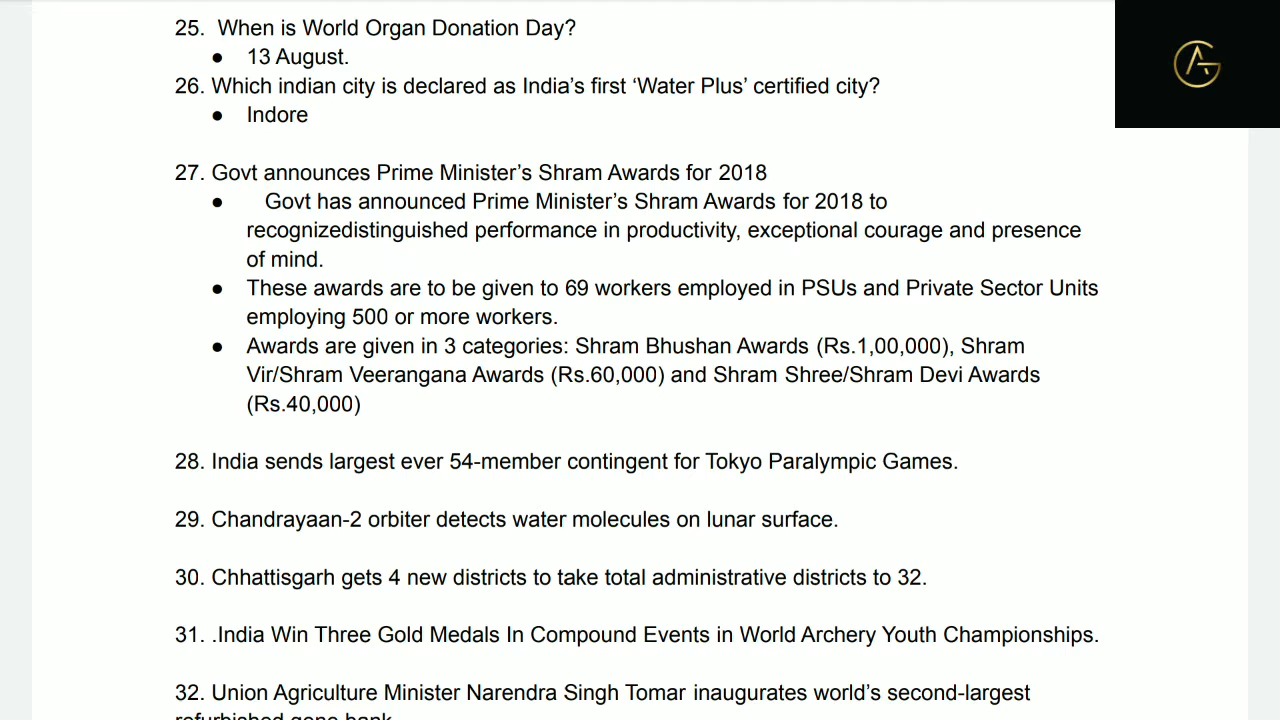 25. When is World Organ Donation Day?
● 13 August.
26. Which indian city is declared as India’s first ‘Water Plus’ certified city?
● Indore
27. Govt announces Prime Minister’s Shram Awards for 2018
● Govt has announced Prime Minister’s Shram Awards for 2018 to
recognizedistinguished performance in productivity, exceptional courage and presence
of mind.
● These awards are to be given to 69 workers employed in PSUs and Private Sector Units
employing 500 or more workers.
● Awards are given in 3 categories: Shram Bhushan Awards (Rs.1,00,000), Shram
Vir/Shram Veerangana Awards (Rs.60,000) and Shram Shree/Shram Devi Awards
(Rs.40,000)
28. India sends largest ever 54-member contingent for Tokyo Paralympic Games.
29. Chandrayaan-2 orbiter detects water molecules on lunar surface.
30. Chhattisgarh gets 4 new districts to take total administrative districts to 32.
31. .India Win Three Gold Medals In Compound Events in World Archery Youth Championships.
32. Union Agriculture Minister Narendra Singh Tomar inaugurates world’s second-largest
refurbished gene bank